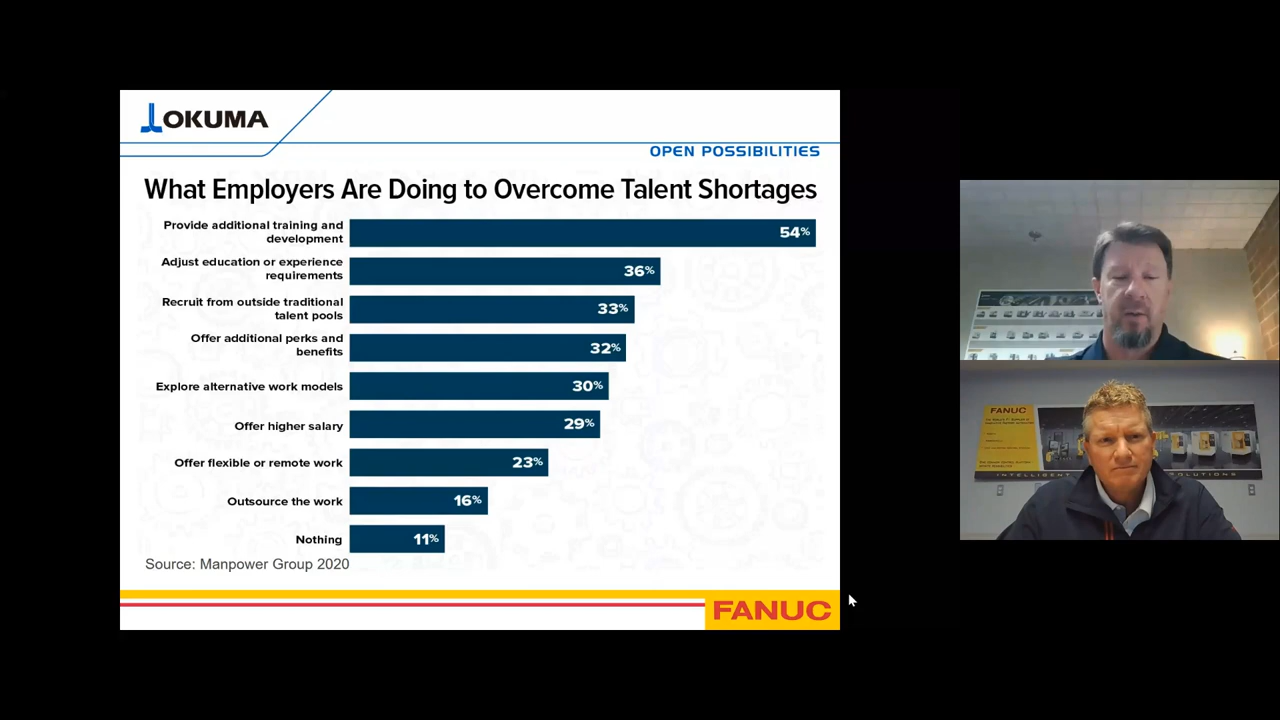 OKUMA
OPEN POSSIBILITIES
What Employers Are Doing to Overcome Talent Shortages
Provide additional training and
development
54%
Adjust education or experience
requirements
36%
Recruit from outside traditional
talent pools
33%
Offer additional perks and
benefits
32%
Explore alternative work models
30%
Offer higher salary
29%
Offer flexible or remote work
23%
Outsource the work
16%
Nothing
11%
Source: Manpower Group 2020
FANUC
FANUC
INTELLIGENT
SOLUTIONS